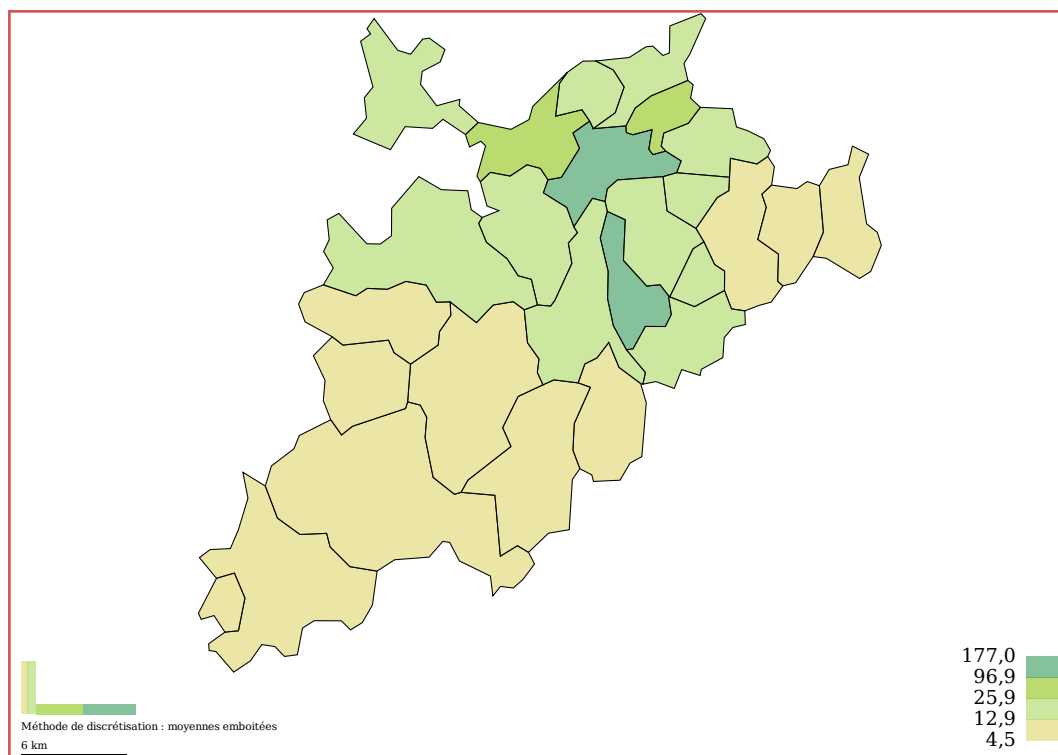 177,0
96,9
25,9
12,9
4,5
Méthode de discrétisation : moyennes emboitées
6 km